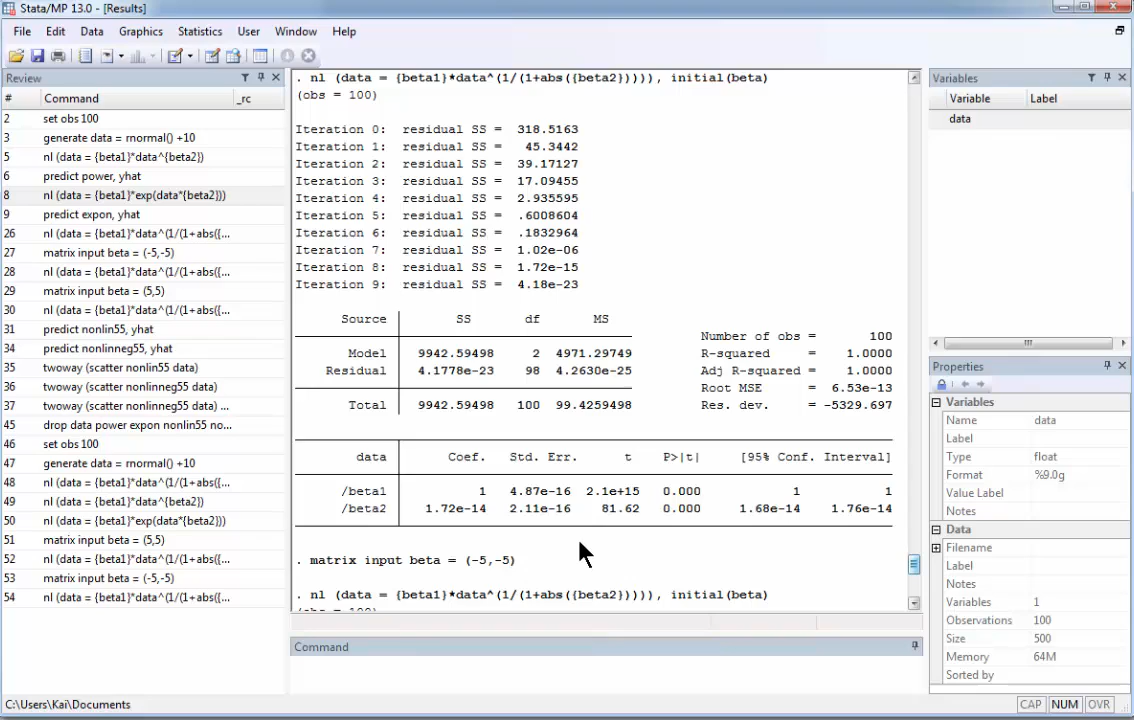 Stata/MP 13.0 - [Results]
File Edit Data Graphics Statistics User Window Help
Review
# Command _rc
2 set obs 100
3 generate data = rnormal() +10
5 nl (data = {beta1}*data^{beta2})
6 predict power, yhat
8 nl (data = {beta1}*exp(data*{beta2}))
9 predict expon, yhat
26 nl (data = {beta1}*data^(1/(1+abs({...
27 matrix input beta = (-5,-5)
28 nl (data = {beta1}*data^(1/(1+abs({...
29 matrix input beta = (5,5)
30 nl (data = {beta1}*data^(1/(1+abs({...
31 predict nonlin55, yhat
34 predict nonlinneg55, yhat
35 twoway (scatter nonlin55 data)
36 twoway (scatter nonlinneg55 data)
37 twoway (scatter nonlinneg55 data) ...
45 drop data power expon nonlin55 no...
46 set obs 100
47 generate data = rnormal() +10
48 nl (data = {beta1}*data^(1/(1+abs({...
49 nl (data = {beta1}*data^{beta2})
50 nl (data = {beta1}*exp(data*{beta2}))
51 matrix input beta = (5,5)
52 nl (data = {beta1}*data^(1/(1+abs({...
53 matrix input beta = (-5,-5)
54 nl (data = {beta1}*data^(1/(1+abs({...
. nl (data = {beta1}*data^(1/(1+abs({beta2})))), initial(beta)
(obs = 100)
Iteration 0: residual SS = 318.5163
Iteration 1: residual SS = 45.3442
Iteration 2: residual SS = 39.17127
Iteration 3: residual SS = 17.09455
Iteration 4: residual SS = 2.935595
Iteration 5: residual SS = .6008604
Iteration 6: residual SS = .1832964
Iteration 7: residual SS = 1.02e-06
Iteration 8: residual SS = 1.72e-15
Iteration 9: residual SS = 4.18e-23
Source SS df MS
Number of obs = 100
Model 9942.59498 2 4971.29749 R-squared = 1.0000
Residual 4.1778e-23 98 4.2630e-25 Adj R-squared = 1.0000
Root MSE = 6.53e-13
Total 9942.59498 100 99.4259498 Res. dev. = -5329.697
data Coef. Std. Err. t P>|t| [95% Conf. Interval]
/beta1 1 4.87e-16 2.1e+15 0.000 1 1
/beta2 1.72e-14 2.11e-16 81.62 0.000 1.68e-14 1.76e-14
. matrix input beta = (-5,-5)
. nl (data = {beta1}*data^(1/(1+abs({beta2})))), initial(beta)
(obs = 100)
Command
Variables
Variable Label
data
Properties
Variables
Name data
Label
Type float
Format %9.0g
Value Label
Notes
Data
Filename
Label
Notes
Variables 1
Observations 100
Size 500
Memory 64M
Sorted by
C:\Users\Kai\Documents
CAP NUM OVR